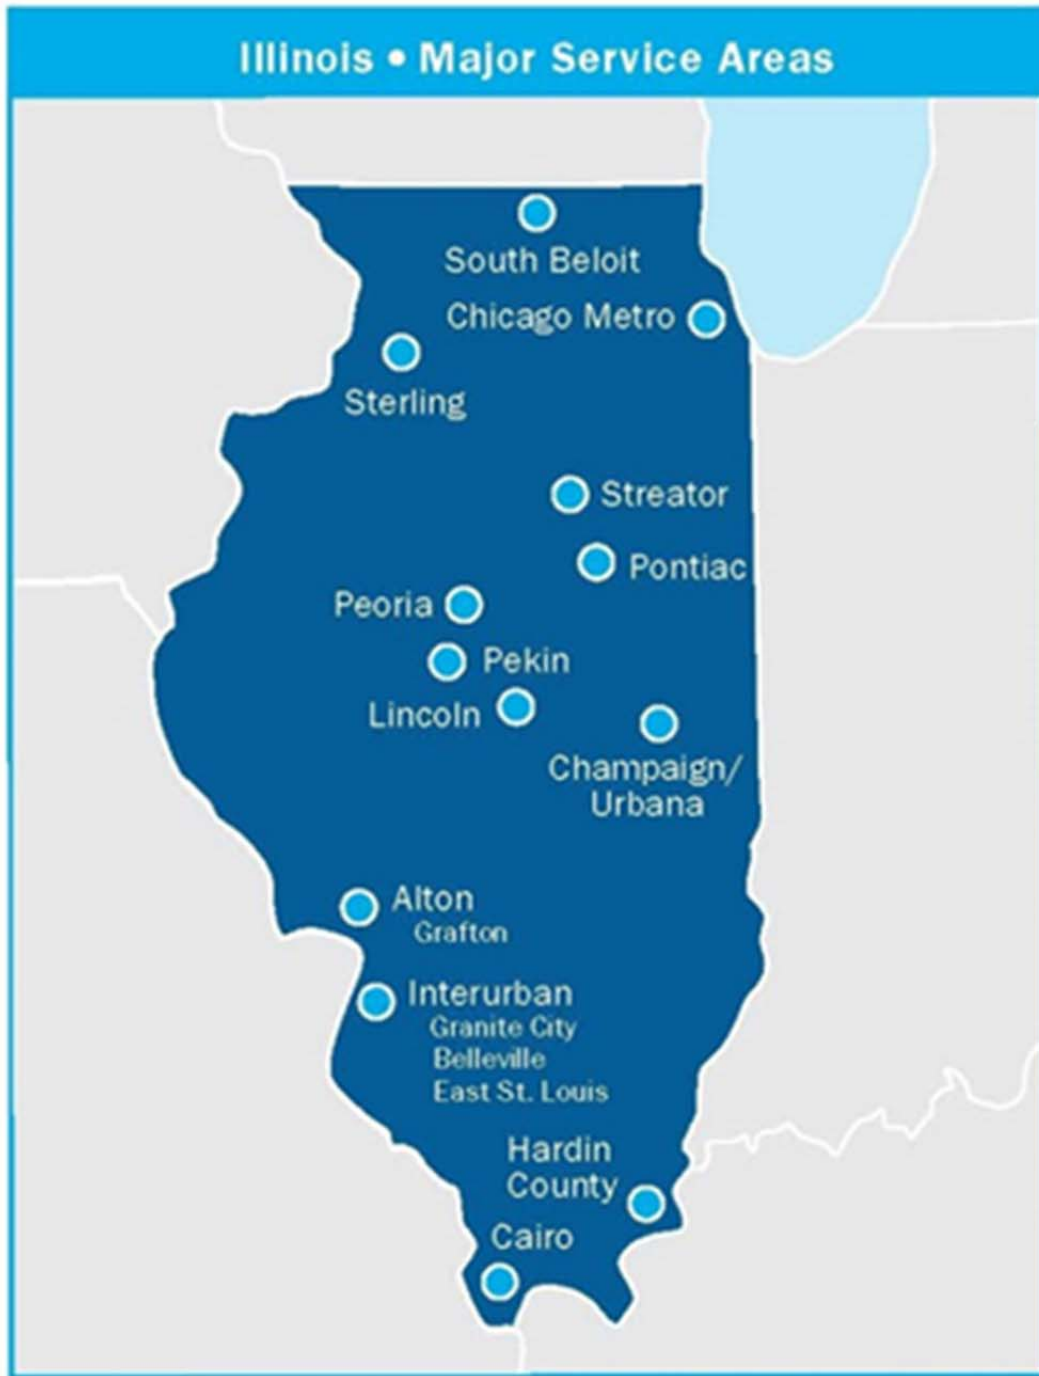 Illinois • Major Service Areas
South Beloit
Chicago Metro
Sterling
Streator
Pontiac
Peoria
Pekin
Lincoln
Champaign/
Urbana
Alton
Grafton
Interurban
Granite City
Belleville
East St. Louis
Hardin
County
Cairo